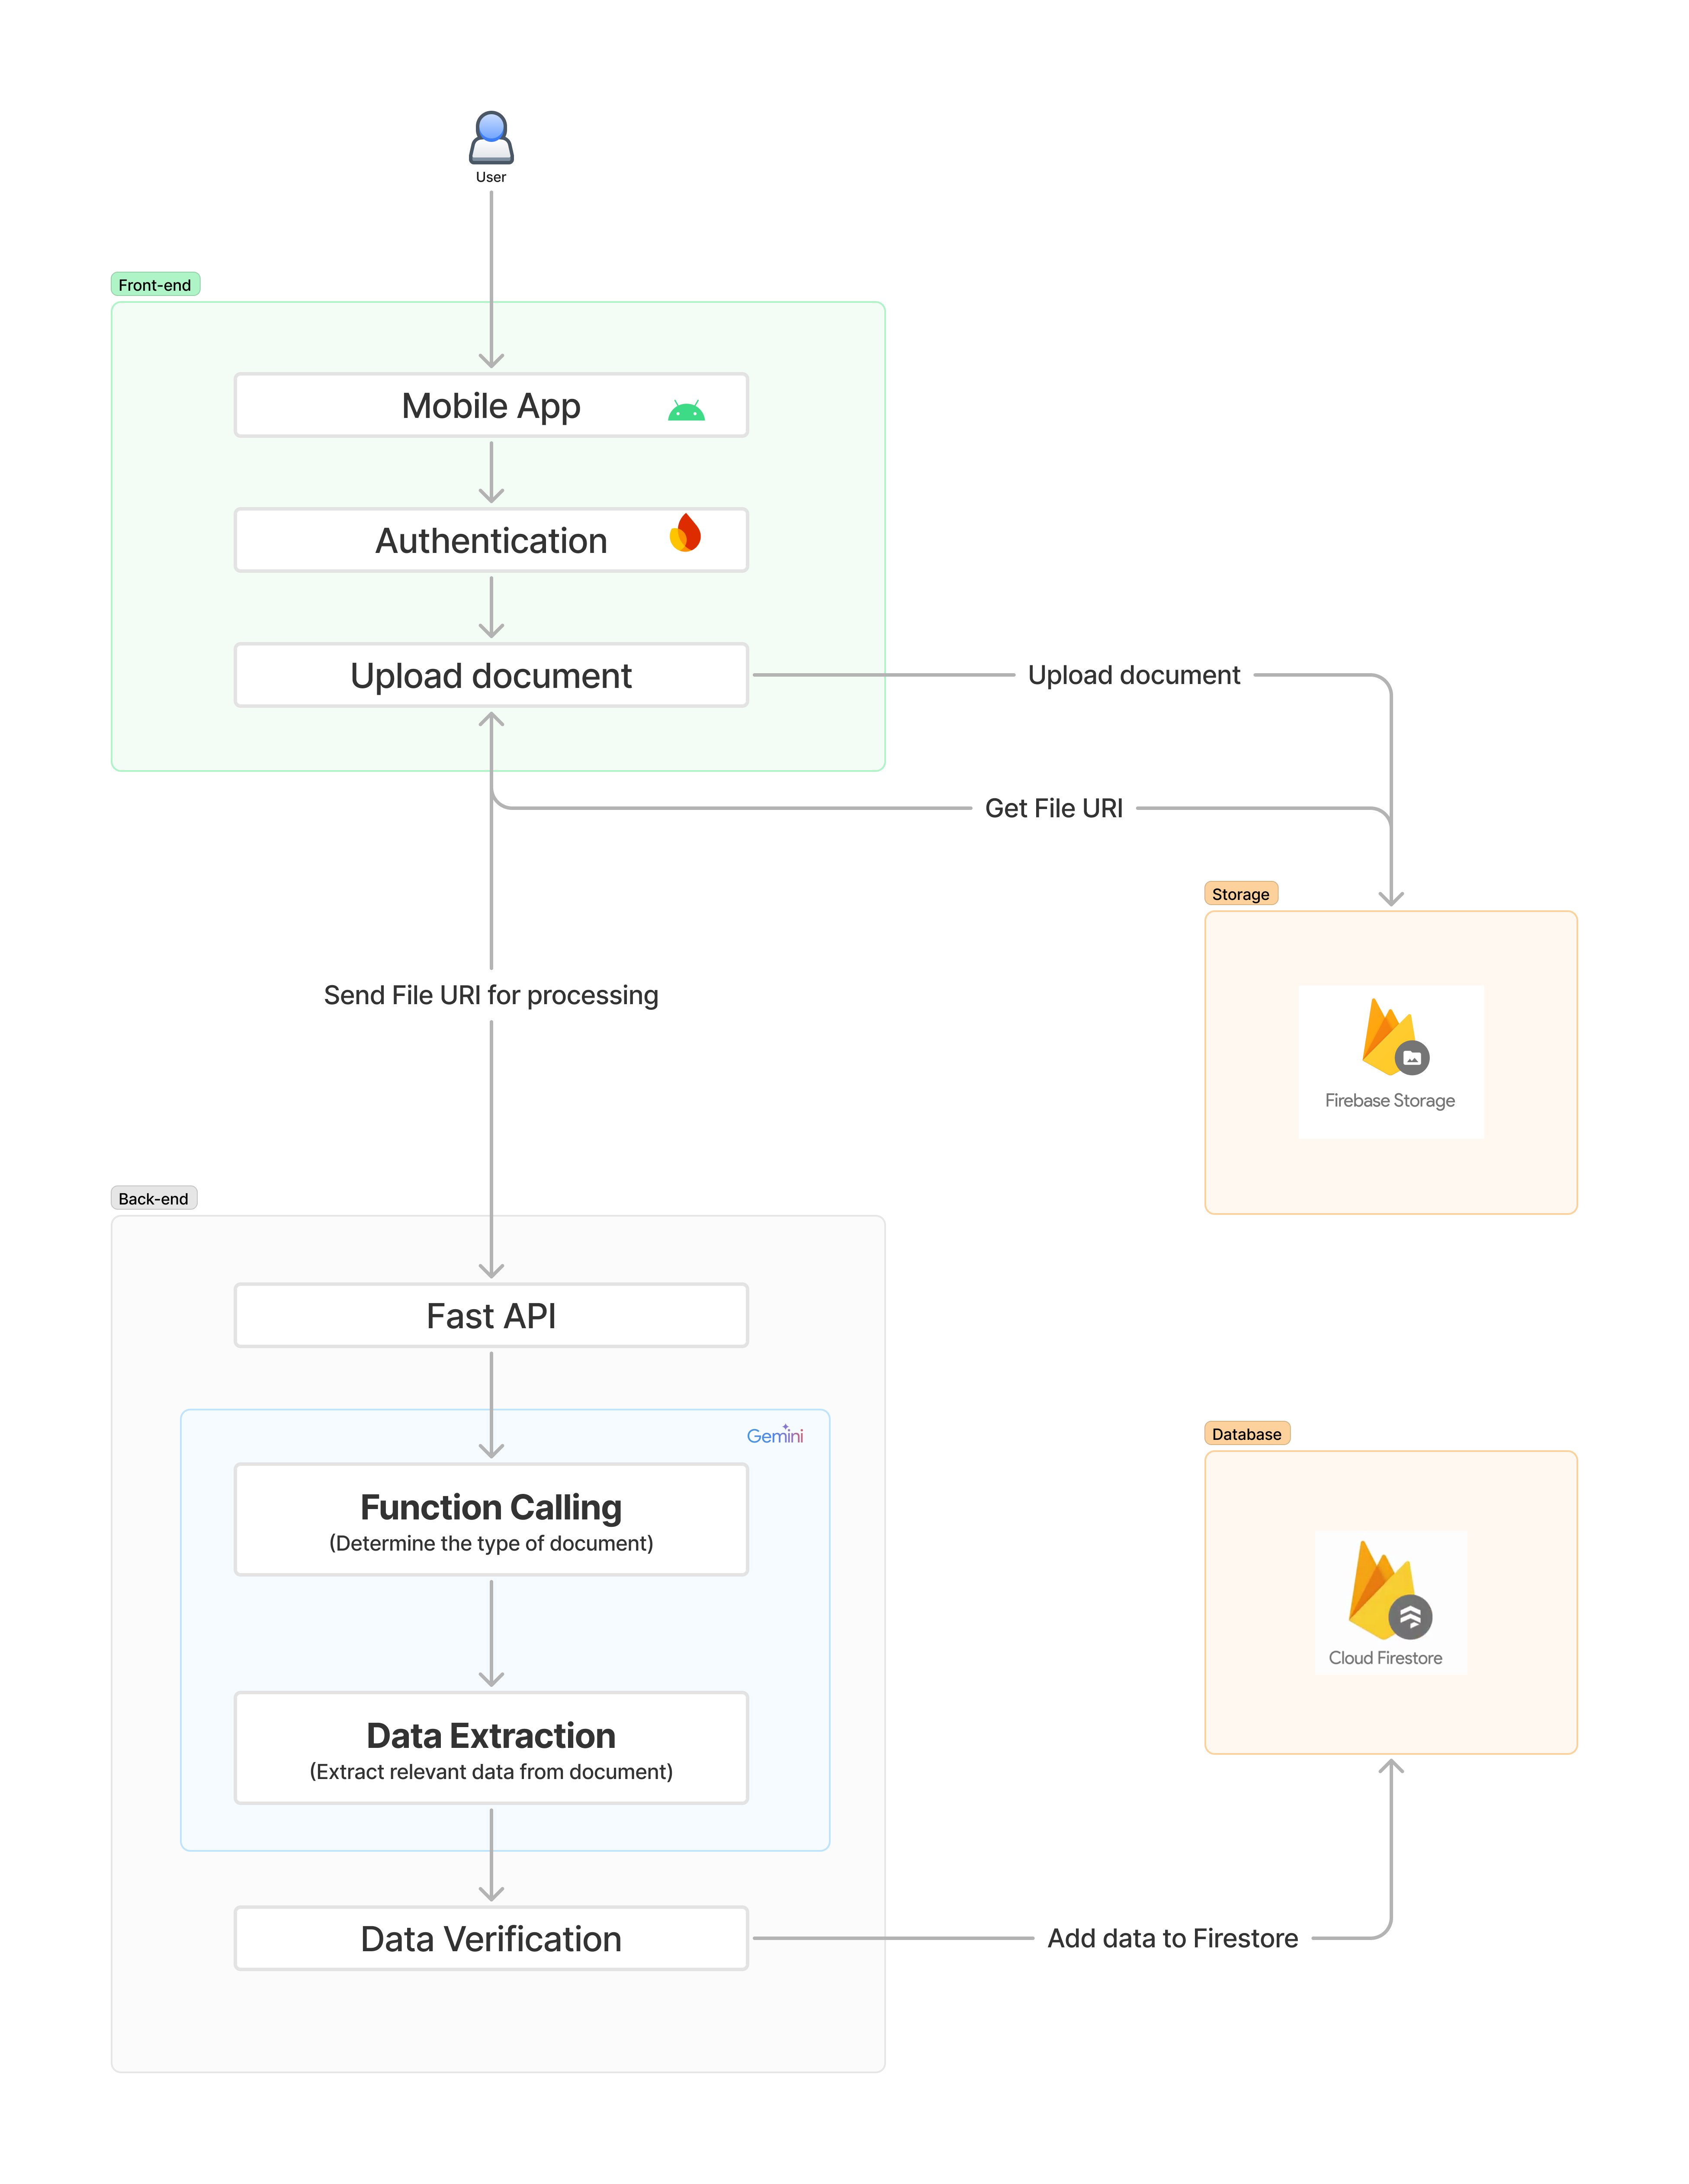 User
Front-end
Mobile App
Authentication
Upload document
Upload document
Get File URI
Storage
Firebase Storage
Send File URI for processing
Back-end
Fast API
Gemini
Function Calling
(Determine the type of document)
Database
Cloud Firestore
Data Extraction
(Extract relevant data from document)
Data Verification
Add data to Firestore